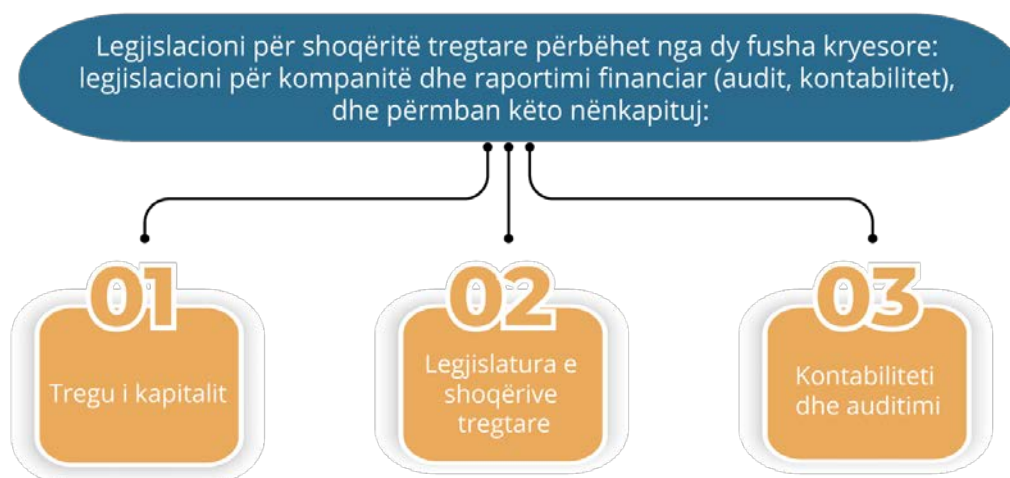 Legjislacioni për shoqëritë tregtare përbëhet nga dy fusha kryesore:
legjislacioni për kompanitë dhe raportimi financiar (audit, kontabilitet),
dhe përmban këto nënkapituj:
01
Tregu i kapitalit
02
Legjislatura e
shoqërive
tregtare
03
Kontabiliteti
dhe auditimi